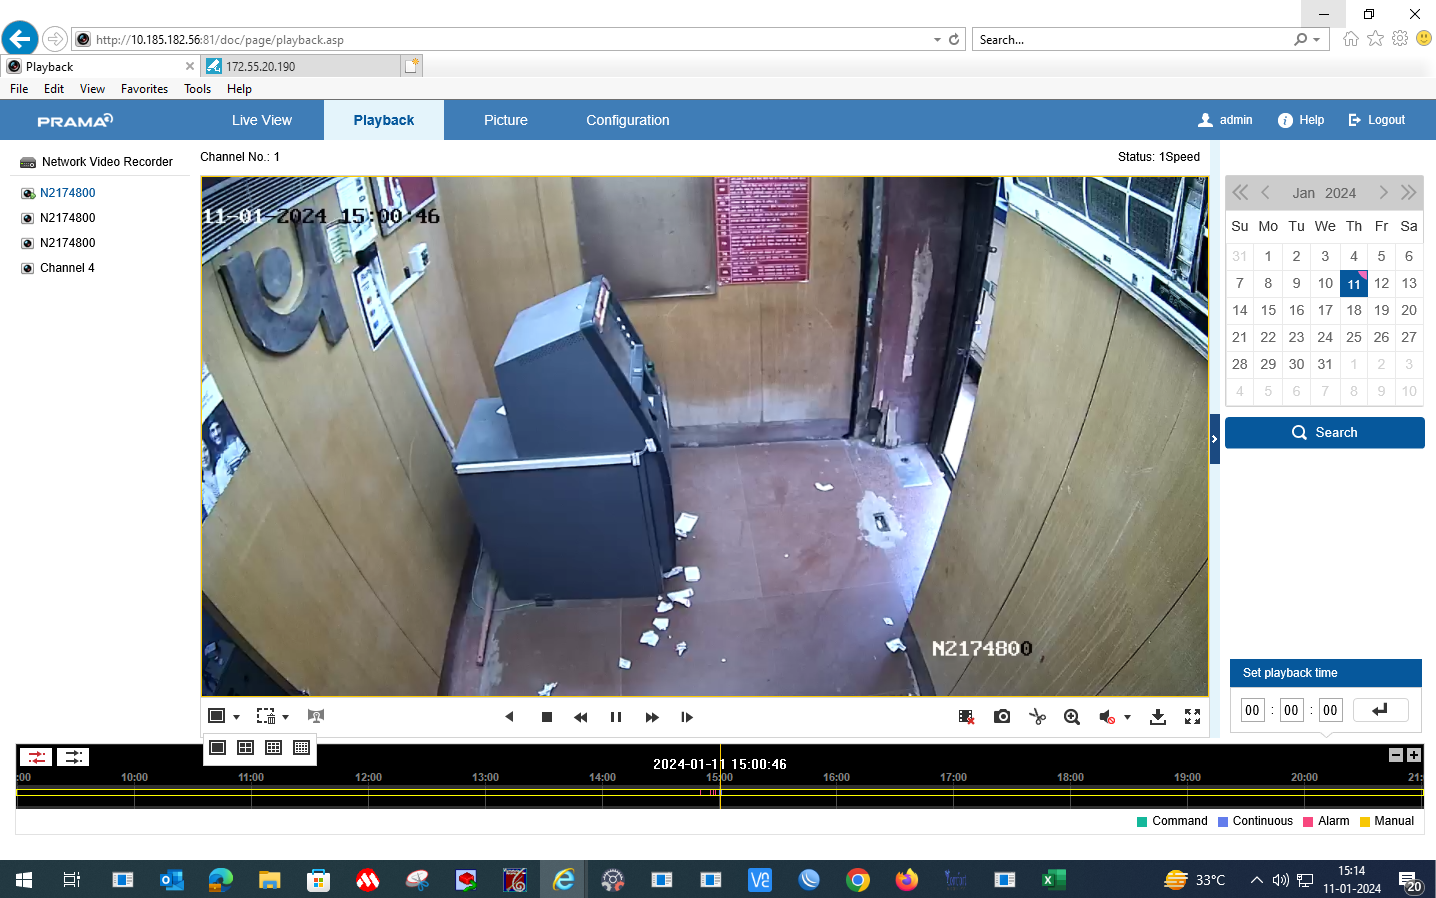 http://10.185.182.56:81/doc/page/playback.asp
Search...
Playback
172.55.20.190
File Edit View Favorites Tools Help
PRAMA
Live View Playback Picture Configuration
admin Help Logout
Network Video Recorder
N2174800
N2174800
N2174800
Channel 4
Channel No.: 1
Status: 1Speed
11-01-2024 15:00:46
N2174800
Jan 2024
Su Mo Tu We Th Fr Sa
31 1 2 3 4 5 6
7 8 9 10 11 12 13
14 15 16 17 18 19 20
21 22 23 24 25 26 27
28 29 30 31 1 2 3
4 5 6 7 8 9 10
Search
Set playback time
00 : 00 : 00
2024-01-11 15:00:46
:00 10:00 11:00 12:00 13:00 14:00 15:00 16:00 17:00 18:00 19:00 20:00 21:
Command Continuous Alarm Manual
33°C
15:14
11-01-2024
20